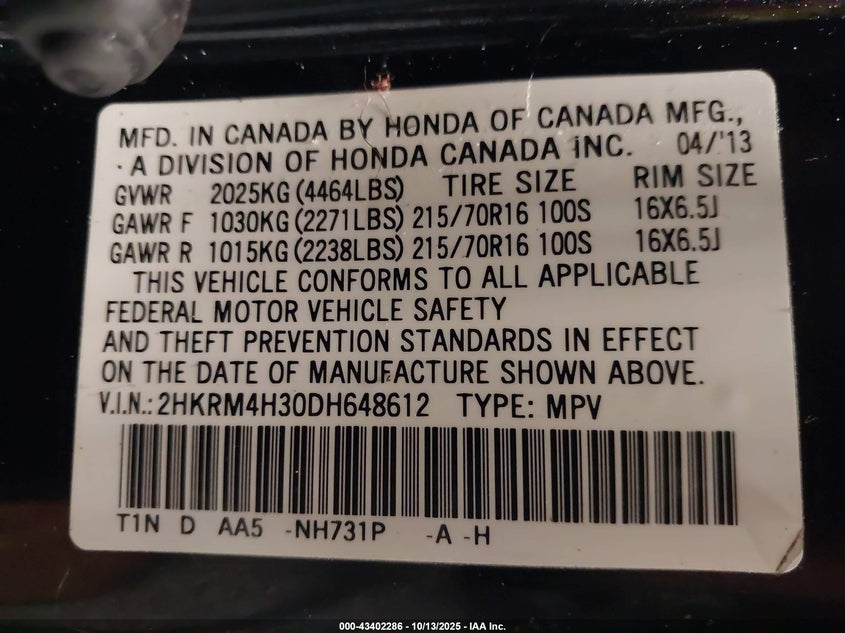 MFD. IN CANADA BY HONDA OF CANADA MFG.,
A DIVISION OF HONDA CANADA INC. 04/'13
GVWR 2025KG (4464LBS) TIRE SIZE RIM SIZE
GAWR F 1030KG (2271LBS) 215/70R16 100S 16X6.5J
GAWR R 1015KG (2238LBS) 215/70R16 100S 16X6.5J
THIS VEHICLE CONFORMS TO ALL APPLICABLE
FEDERAL MOTOR VEHICLE SAFETY
AND THEFT PREVENTION STANDARDS IN EFFECT
ON THE DATE OF MANUFACTURE SHOWN ABOVE.
V.I.N.: 2HKRM4H30DH648612 TYPE: MPV
T1N D AA5 -NH731P -A -H
000-43402286 - 10/13/2025 - IAA Inc.